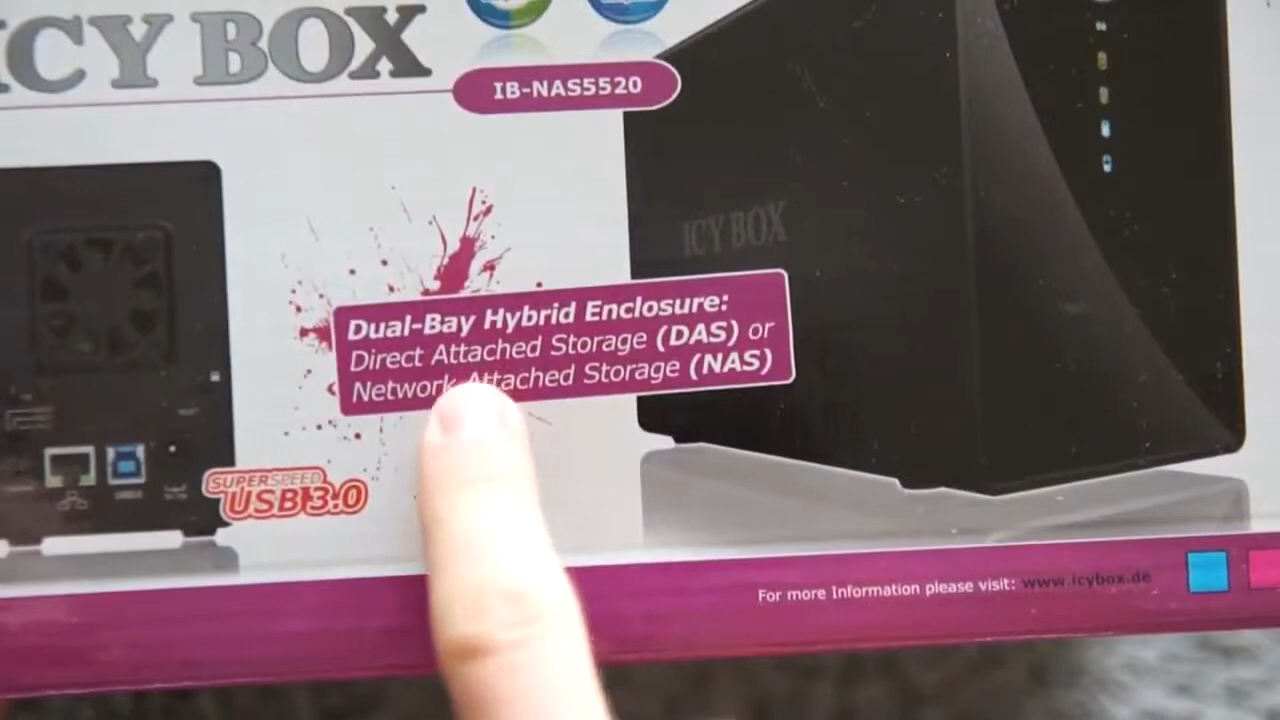 ICY BOX
IB-NAS5520
ICY BOX
Dual-Bay Hybrid Enclosure:
Direct Attached Storage (DAS) or
Network Attached Storage (NAS)
SUPERSPEED
USB 3.0
For more Information please visit: www.icybox.de